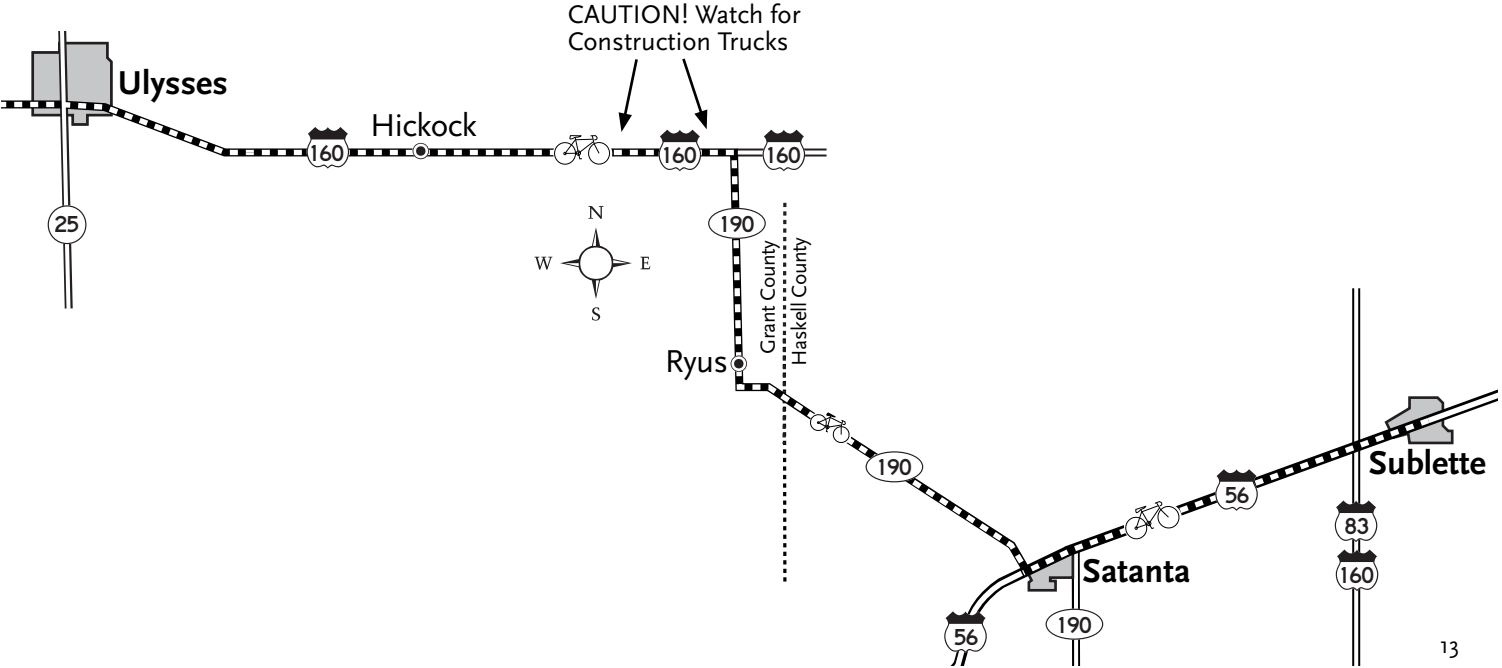 CAUTION! Watch for
Construction Trucks
Ulysses
Hickock
160
160
160
25
190
N
W E
S
Grant County
Haskell County
Ryus
190
Sublette
56
83
Satanta
160
190
56
13